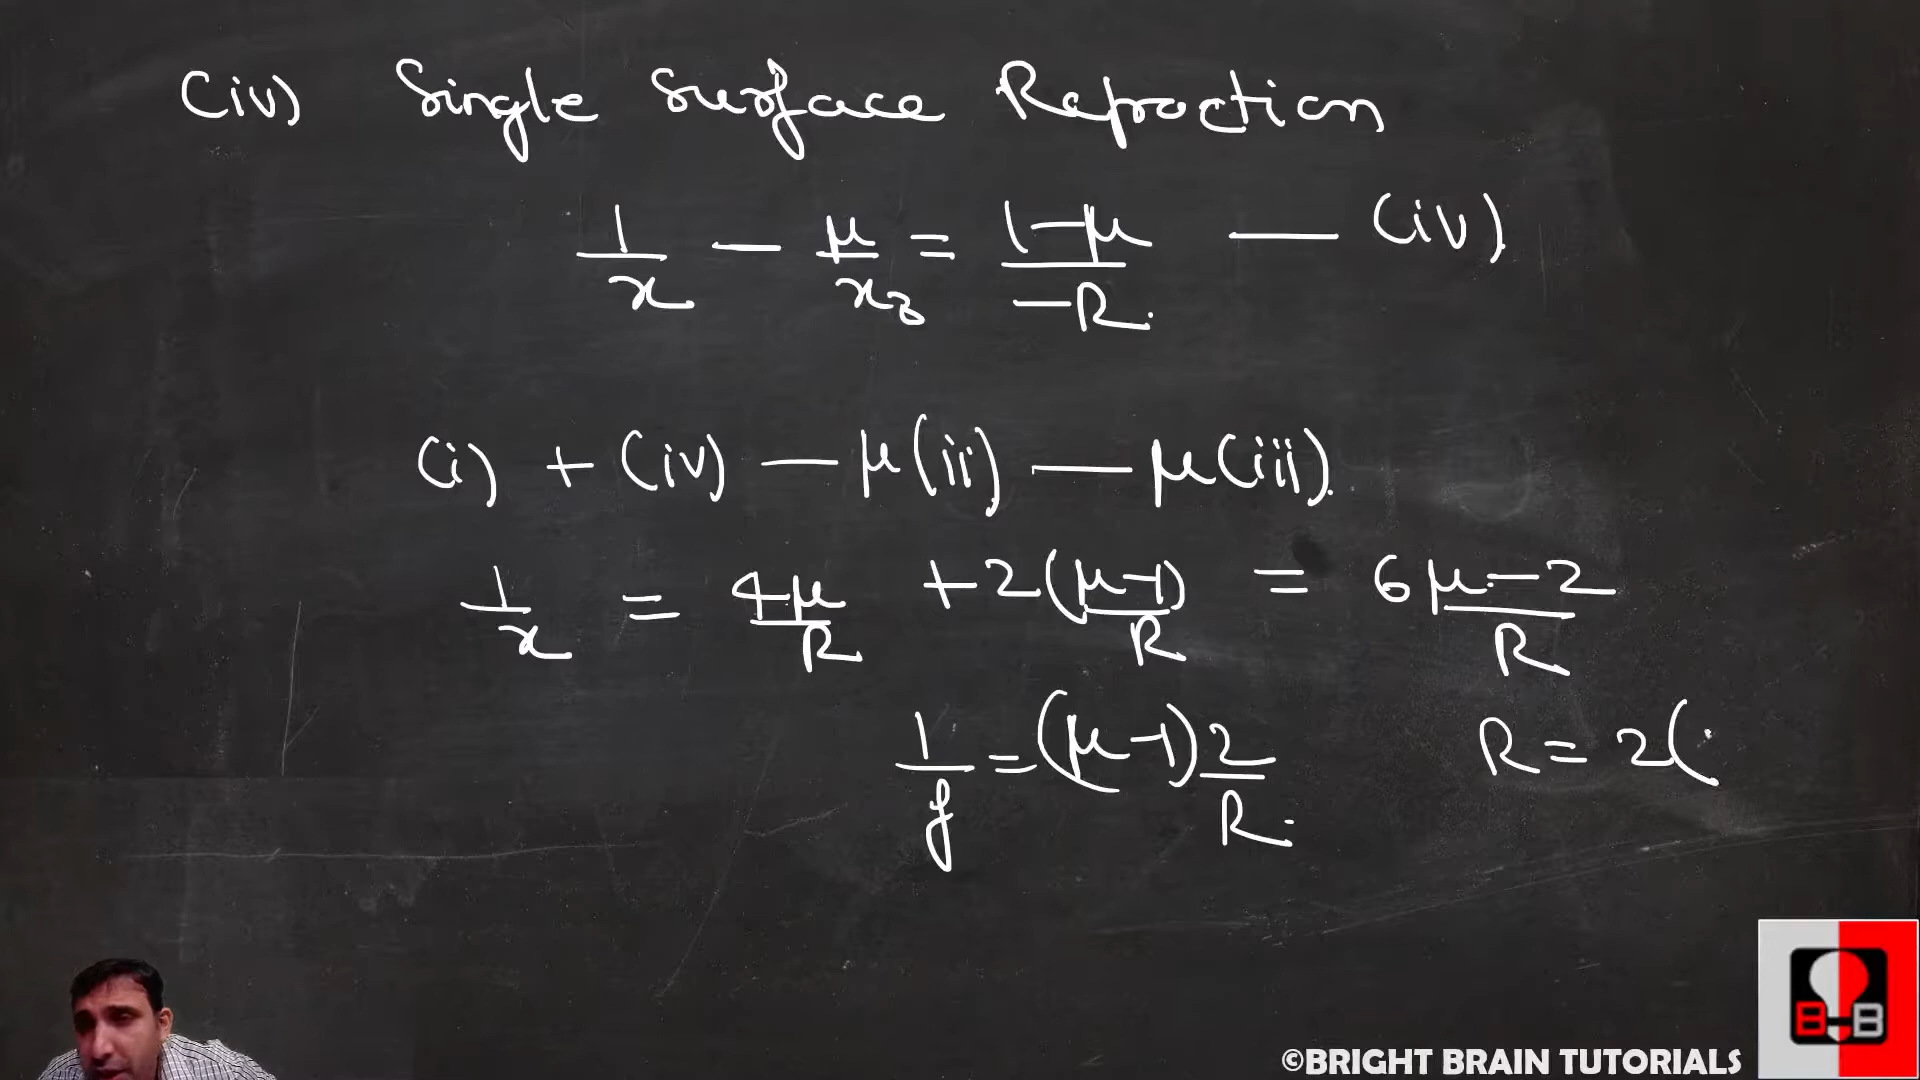 (iv) Single Surface Refraction
1/x − μ/x₃ = (1−μ)/−R. — (iv)
(i) + (iv) − μ(ii) − μ(iii).
1/x = 4μ/R + 2(μ−1)/R = (6μ−2)/R
1/f = (μ−1) 2/R. R = 2(
B-B
©BRIGHT BRAIN TUTORIALS